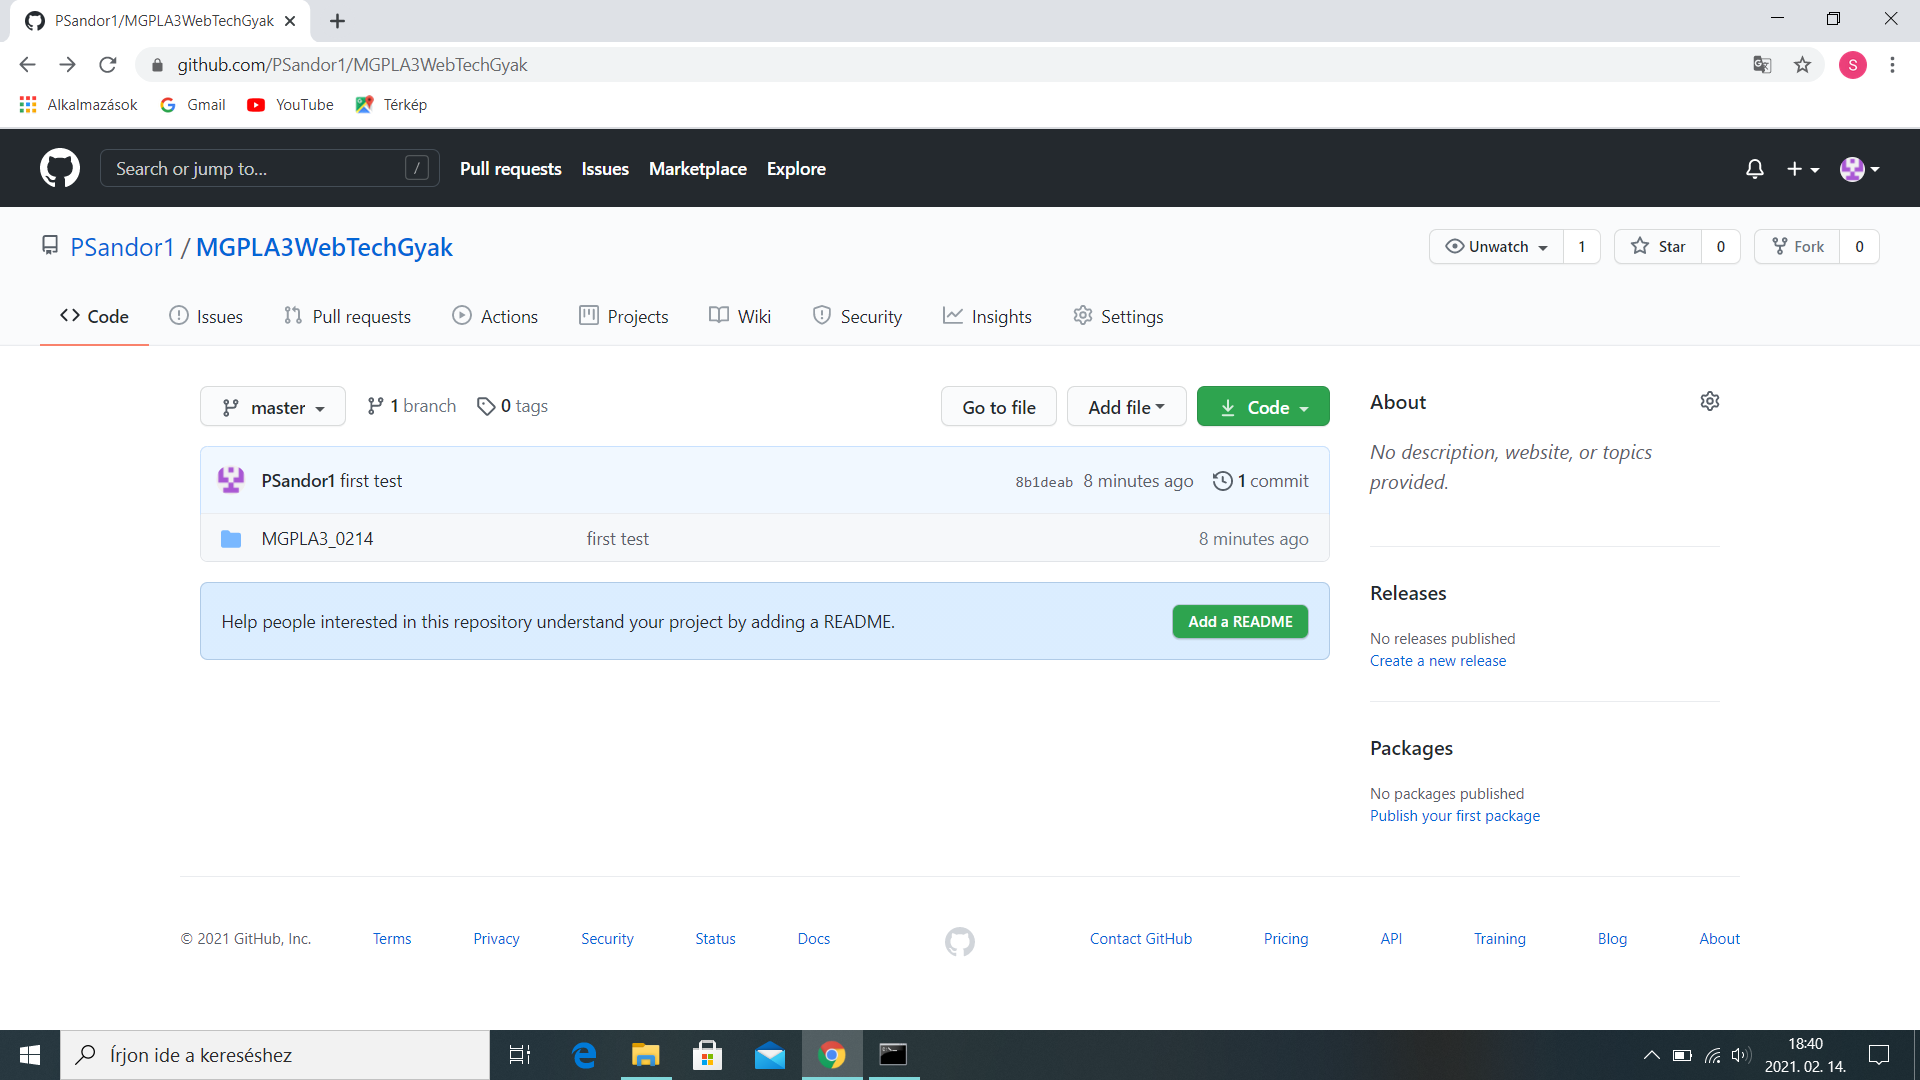 PSandor1/MGPLA3WebTechGyak
github.com/PSandor1/MGPLA3WebTechGyak
S
Alkalmazások Gmail YouTube Térkép
Search or jump to... / Pull requests Issues Marketplace Explore
PSandor1 / MGPLA3WebTechGyak Unwatch 1 Star 0 Fork 0
Code Issues Pull requests Actions Projects Wiki Security Insights Settings
master 1 branch 0 tags Go to file Add file Code
PSandor1 first test 8b1deab 8 minutes ago 1 commit
MGPLA3_0214 first test 8 minutes ago
Help people interested in this repository understand your project by adding a README. Add a README
About
No description, website, or topics
provided.
Releases
No releases published
Create a new release
Packages
No packages published
Publish your first package
© 2021 GitHub, Inc. Terms Privacy Security Status Docs Contact GitHub Pricing API Training Blog About
Írjon ide a kereséshez
18:40
2021. 02. 14.